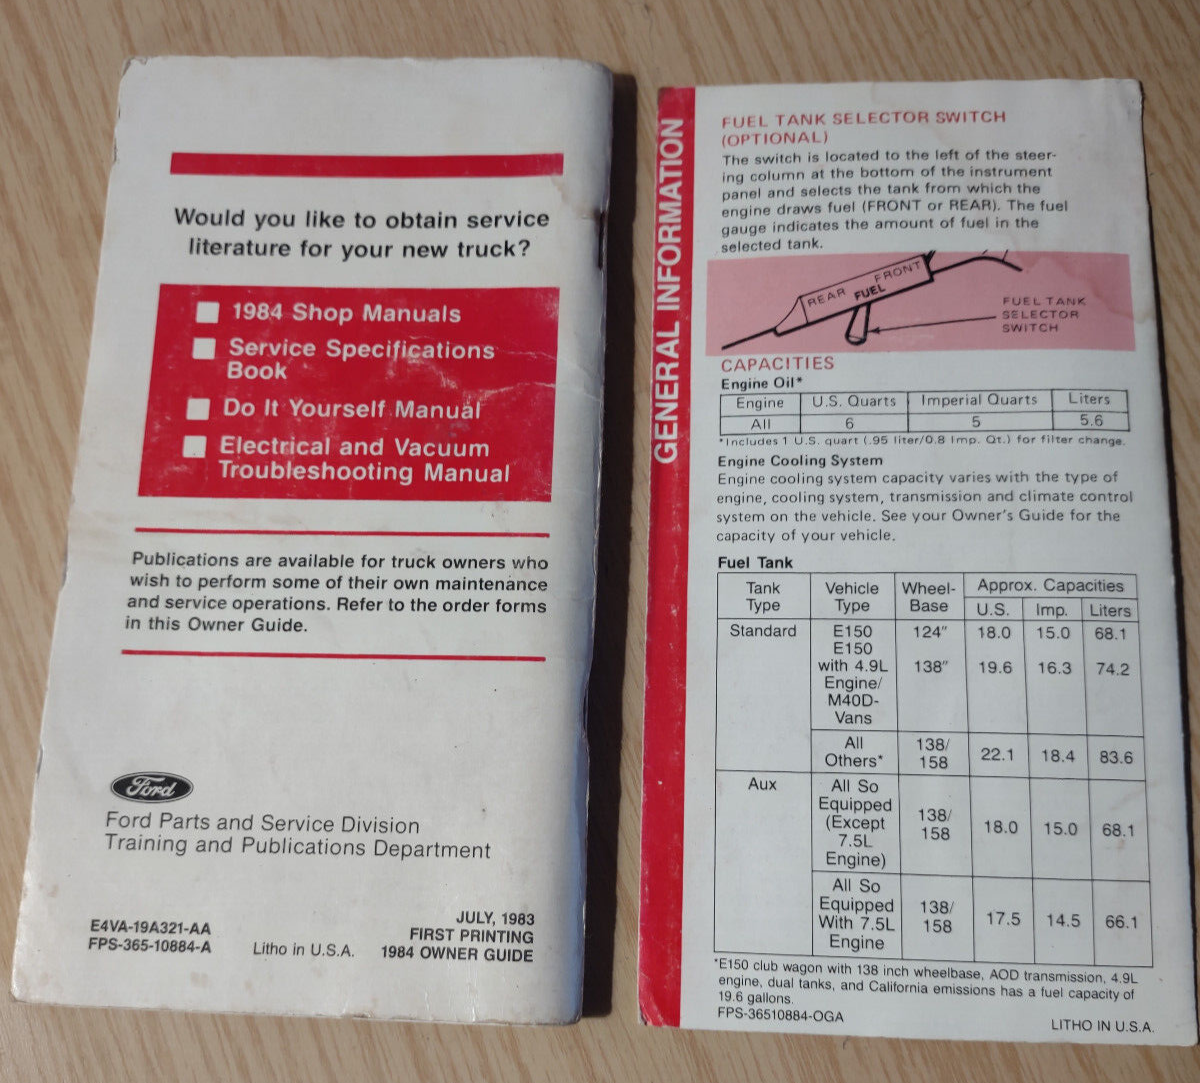 Would you like to obtain service
literature for your new truck?
1984 Shop Manuals
Service Specifications
Book
Do It Yourself Manual
Electrical and Vacuum
Troubleshooting Manual
Publications are available for truck owners who
wish to perform some of their own maintenance
and service operations. Refer to the order forms
in this Owner Guide.
Ford
Ford Parts and Service Division
Training and Publications Department
E4VA-19A321-AA
FPS-365-10884-A
Litho in U.S.A.
JULY, 1983
FIRST PRINTING
1984 OWNER GUIDE
GENERAL INFORMATION
FUEL TANK SELECTOR SWITCH
(OPTIONAL)
The switch is located to the left of the steer-
ing column at the bottom of the instrument
panel and selects the tank from which the
engine draws fuel (FRONT or REAR). The fuel
gauge indicates the amount of fuel in the
selected tank.
REAR FRONT
FUEL
FUEL TANK
SELECTOR
SWITCH
CAPACITIES
Engine Oil*
Engine U.S. Quarts Imperial Quarts Liters
All 6 5 5.6
*Includes 1 U.S. quart (.95 liter/0.8 Imp. Qt.) for filter change.
Engine Cooling System
Engine cooling system capacity varies with the type of
engine, cooling system, transmission and climate control
system on the vehicle. See your Owner's Guide for the
capacity of your vehicle.
Fuel Tank
Tank Vehicle Wheel- Approx. Capacities
Type Type Base U.S. Imp. Liters
Standard E150 124" 18.0 15.0 68.1
E150
with 4.9L 138" 19.6 16.3 74.2
Engine/
M40D-
Vans
All 138/
Others* 158 22.1 18.4 83.6
Aux All So
Equipped
(Except 138/
7.5L 158 18.0 15.0 68.1
Engine)
All So
Equipped 138/
With 7.5L 158 17.5 14.5 66.1
Engine
*E150 club wagon with 138 inch wheelbase, AOD transmission, 4.9L
engine, dual tanks, and California emissions has a fuel capacity of
19.6 gallons.
FPS-36510884-OGA
LITHO IN U.S.A.